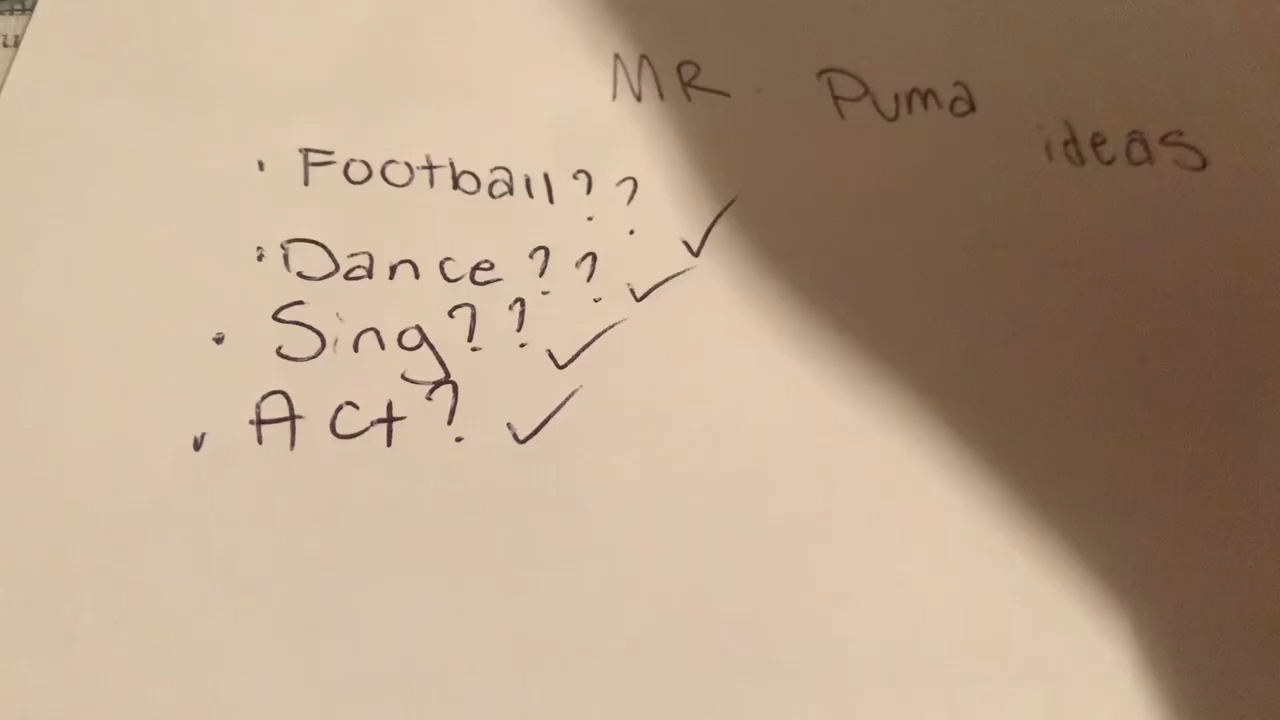 MR. Puma ideas
• Football?? ✓
• Dance?? ✓
• Sing?? ✓
• Act? ✓